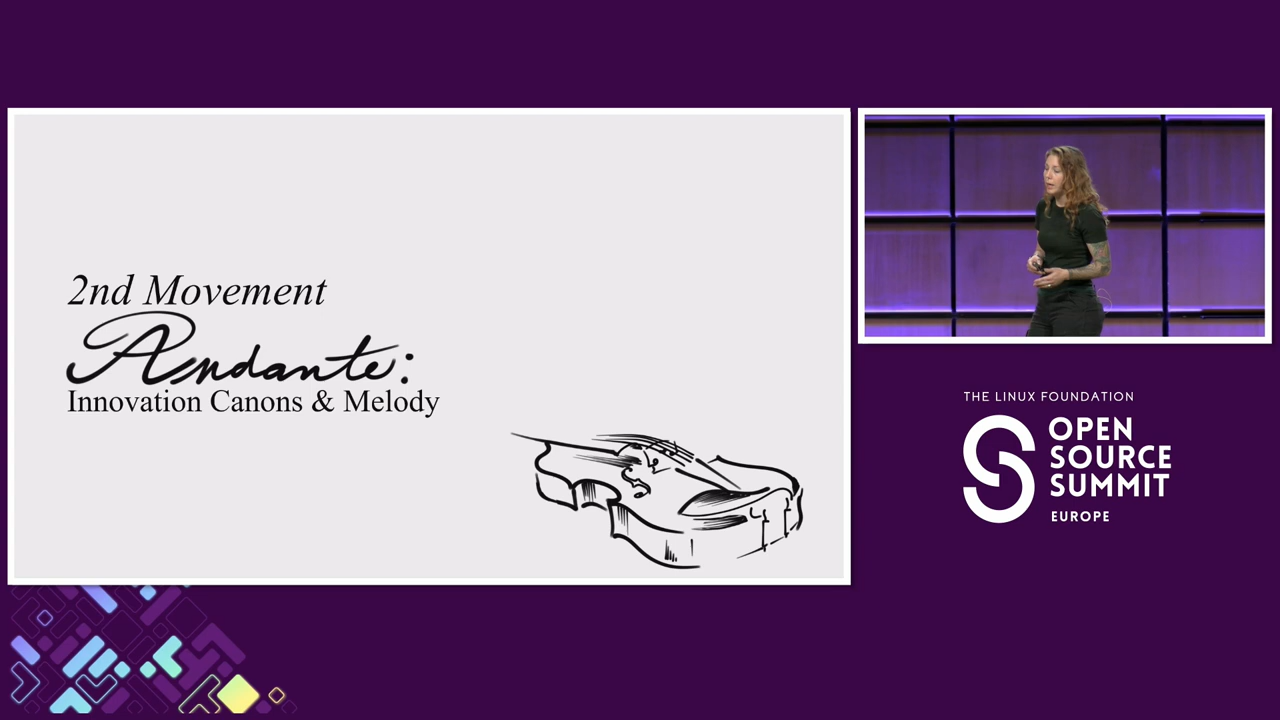 2nd Movement
Andante:
Innovation Canons & Melody
THE LINUX FOUNDATION
OPEN
SOURCE
SUMMIT
EUROPE